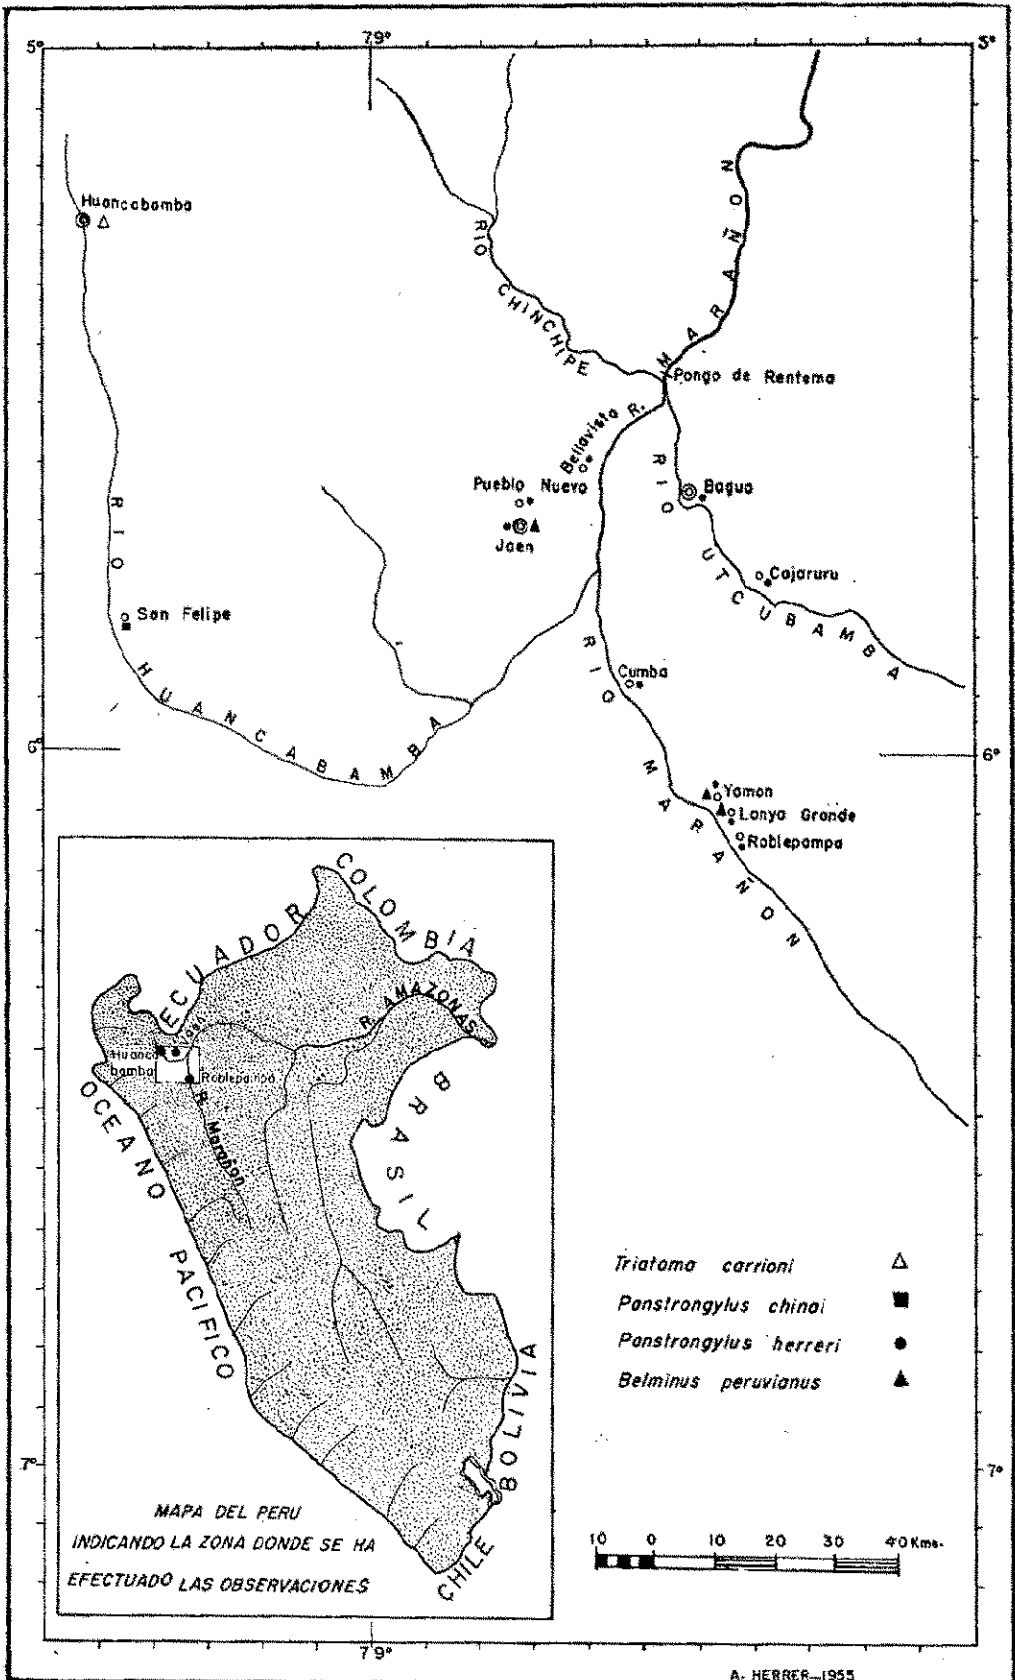 5°
79°
5°
Huancabamba
RIO CHINCHIPE
R. MARAÑON
Pongo de Rentema
Bellavista
Pueblo Nuevo
Jaen
RIO UTCUBAMBA
Bagua
Cajaruru
RIO HUANCABAMBA
San Felipe
RIO MARAÑON
Cumba
6°
6°
Yamon
Lonya Grande
Roblepampa
COLOMBIA
ECUADOR
R. AMAZONAS
Huanca
bamba
Roblepampa
R. Marañon
BRASIL
OCEANO PACIFICO
BOLIVIA
CHILE
MAPA DEL PERU
INDICANDO LA ZONA DONDE SE HA
EFECTUADO LAS OBSERVACIONES
Triatoma carrioni
Panstrongylus chinai
Panstrongylus herreri
Belminus peruvianus
7°
7°
10 0 10 20 30 40 Kms.
79°
A. HERRER—1955